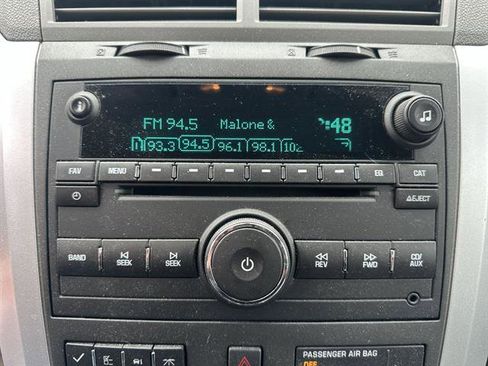 FM 94.5 Malone & :48
93.3 94.5 96.1 98.1
FAV MENU EQ CAT
EJECT
BAND SEEK SEEK REV FWD CD/AUX
PASSENGER AIR BAG
OFF